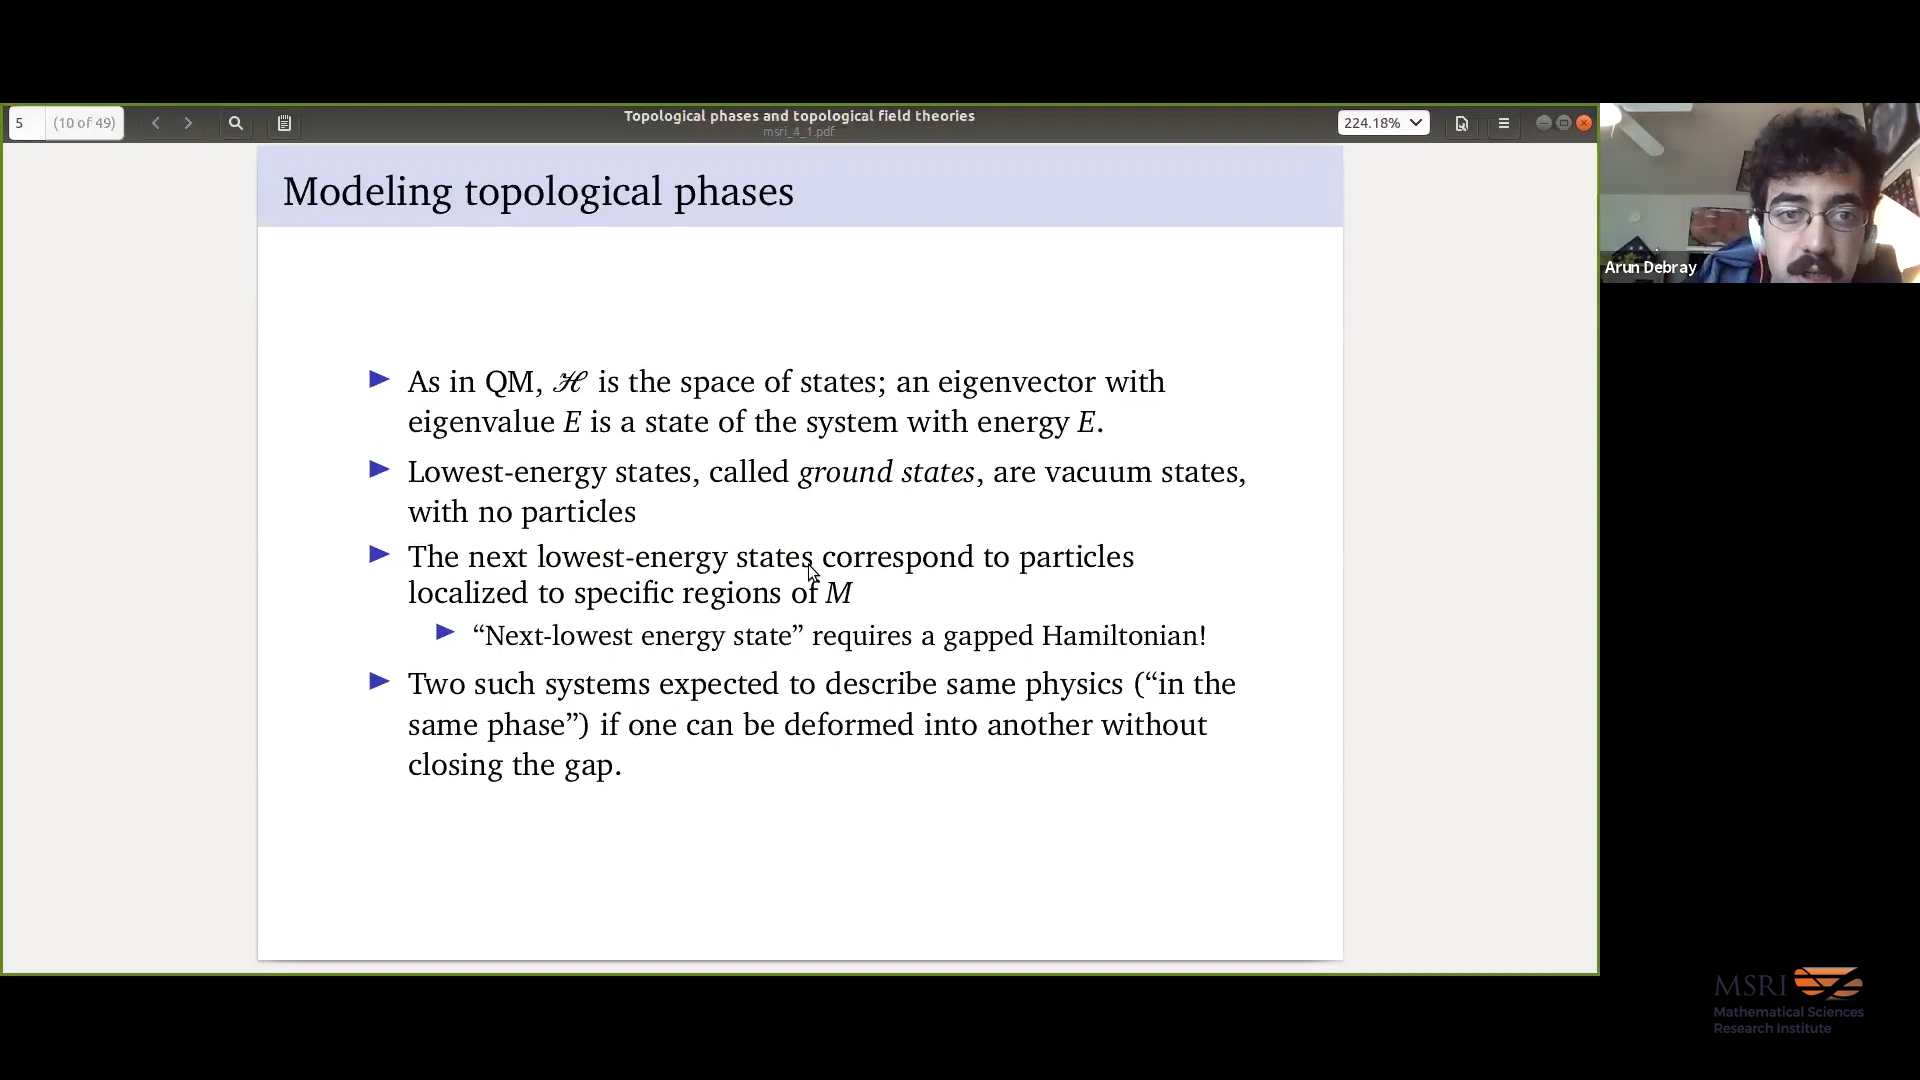 5 (10 of 49)
Topological phases and topological field theories
msri_4_1.pdf
224.18%
Modeling topological phases
As in QM, ℋ is the space of states; an eigenvector with
eigenvalue E is a state of the system with energy E.
Lowest-energy states, called ground states, are vacuum states,
with no particles
The next lowest-energy states correspond to particles
localized to specific regions of M
“Next-lowest energy state” requires a gapped Hamiltonian!
Two such systems expected to describe same physics (“in the
same phase”) if one can be deformed into another without
closing the gap.
Arun Debray
MSRI
Mathematical Sciences
Research Institute